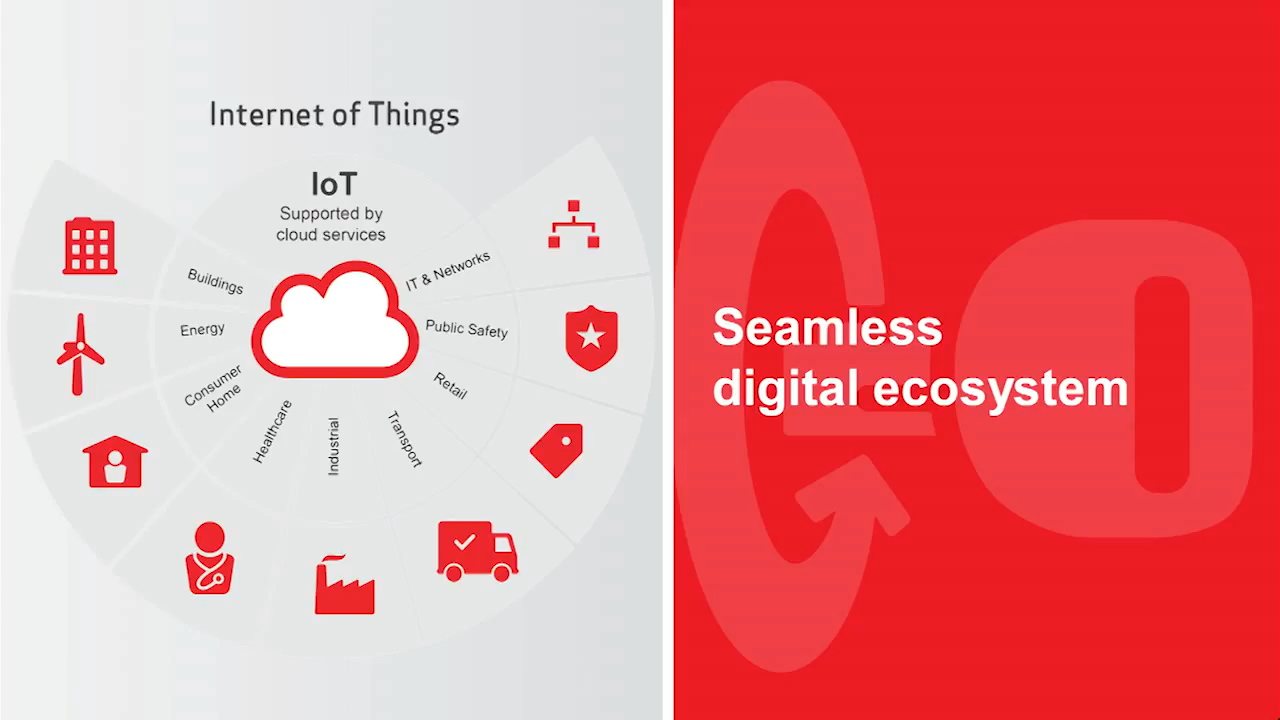 Internet of Things
IoT
Supported by
cloud services
Buildings
Energy
Consumer
Home
Healthcare
Industrial
Transport
Retail
Public Safety
IT & Networks
Seamless
digital ecosystem